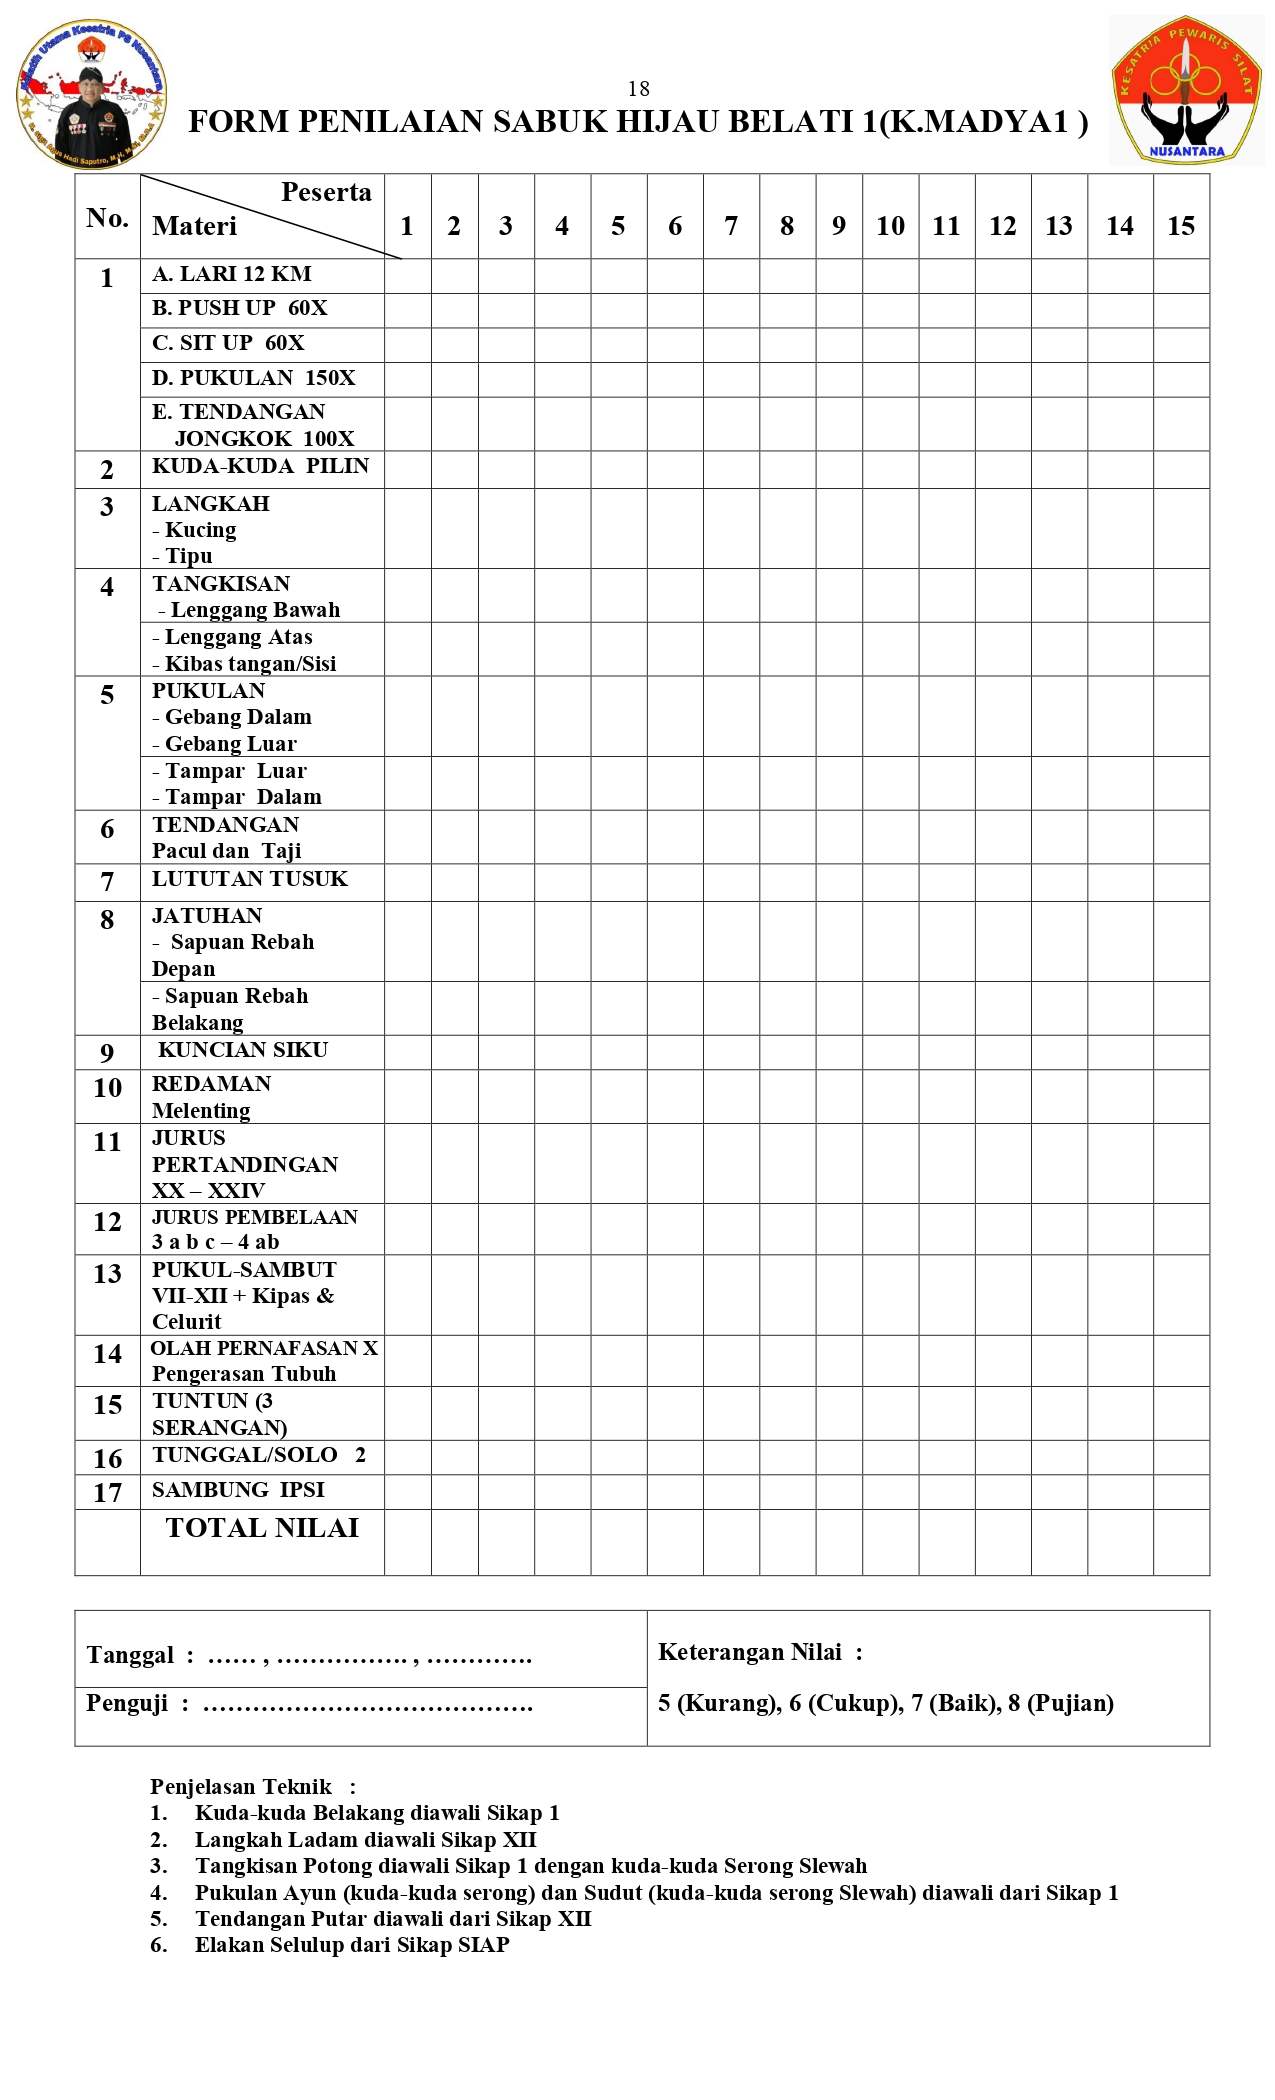 Pelatih Utama Kesatria PS Nusantara
KESATRIA PEWARIS SILAT
NUSANTARA
18
FORM PENILAIAN SABUK HIJAU BELATI 1(K.MADYA1 )
No. Peserta
Materi 1 2 3 4 5 6 7 8 9 10 11 12 13 14 15
1 A. LARI 12 KM
B. PUSH UP 60X
C. SIT UP 60X
D. PUKULAN 150X
E. TENDANGAN
JONGKOK 100X
2 KUDA-KUDA PILIN
3 LANGKAH
- Kucing
- Tipu
4 TANGKISAN
- Lenggang Bawah
- Lenggang Atas
- Kibas tangan/Sisi
5 PUKULAN
- Gebang Dalam
- Gebang Luar
- Tampar Luar
- Tampar Dalam
6 TENDANGAN
Pacul dan Taji
7 LUTUTAN TUSUK
8 JATUHAN
- Sapuan Rebah
Depan
- Sapuan Rebah
Belakang
9 KUNCIAN SIKU
10 REDAMAN
Melenting
11 JURUS
PERTANDINGAN
XX – XXIV
12 JURUS PEMBELAAN
3 a b c – 4 ab
13 PUKUL-SAMBUT
VII-XII + Kipas &
Celurit
14 OLAH PERNAFASAN X
Pengerasan Tubuh
15 TUNTUN (3
SERANGAN)
16 TUNGGAL/SOLO 2
17 SAMBUNG IPSI
TOTAL NILAI
Tanggal : …… , ……………. , ………….
Penguji : ………………………………….
Keterangan Nilai :
5 (Kurang), 6 (Cukup), 7 (Baik), 8 (Pujian)
Penjelasan Teknik :
1. Kuda-kuda Belakang diawali Sikap 1
2. Langkah Ladam diawali Sikap XII
3. Tangkisan Potong diawali Sikap 1 dengan kuda-kuda Serong Slewah
4. Pukulan Ayun (kuda-kuda serong) dan Sudut (kuda-kuda serong Slewah) diawali dari Sikap 1
5. Tendangan Putar diawali dari Sikap XII
6. Elakan Selulup dari Sikap SIAP